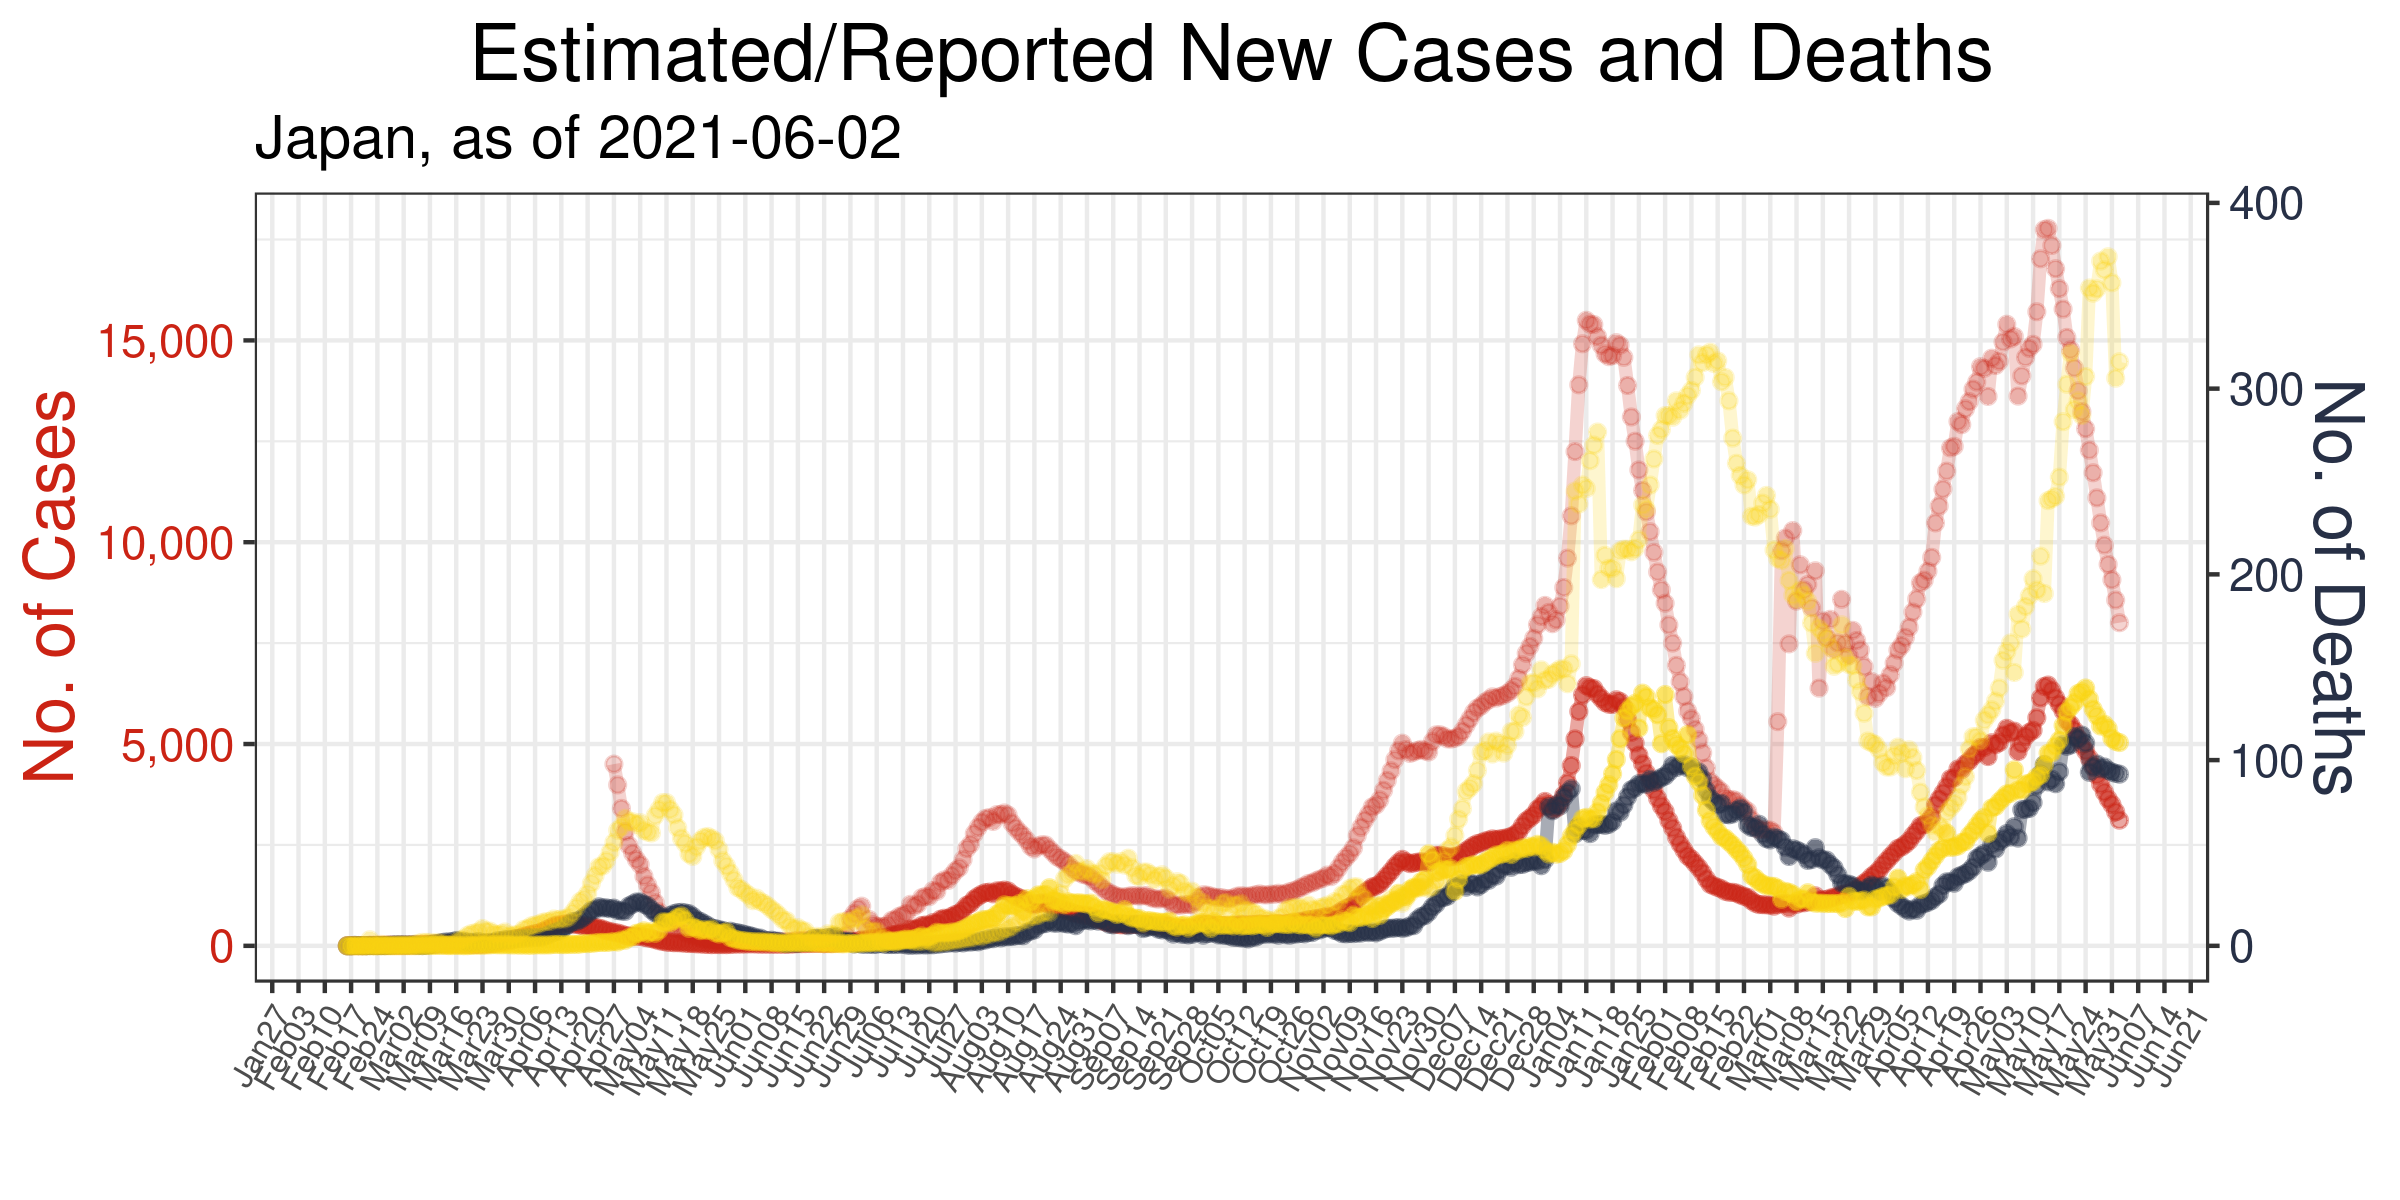 Estimated/Reported New Cases and Deaths
Japan, as of 2021-06-02
No. of Cases
15,000
10,000
5,000
0
400
300
200
100
0
No. of Deaths
Jan27
Feb03
Feb10
Feb17
Feb24
Mar02
Mar09
Mar16
Mar23
Mar30
Apr06
Apr13
Apr20
Apr27
May04
May11
May18
May25
Jun01
Jun08
Jun15
Jun22
Jun29
Jul06
Jul13
Jul20
Jul27
Aug03
Aug10
Aug17
Aug24
Aug31
Sep07
Sep14
Sep21
Sep28
Oct05
Oct12
Oct19
Oct26
Nov02
Nov09
Nov16
Nov23
Nov30
Dec07
Dec14
Dec21
Dec28
Jan04
Jan11
Jan18
Jan25
Feb01
Feb08
Feb15
Feb22
Mar01
Mar08
Mar15
Mar22
Mar29
Apr05
Apr12
Apr19
Apr26
May03
May10
May17
May24
May31
Jun07
Jun14
Jun21